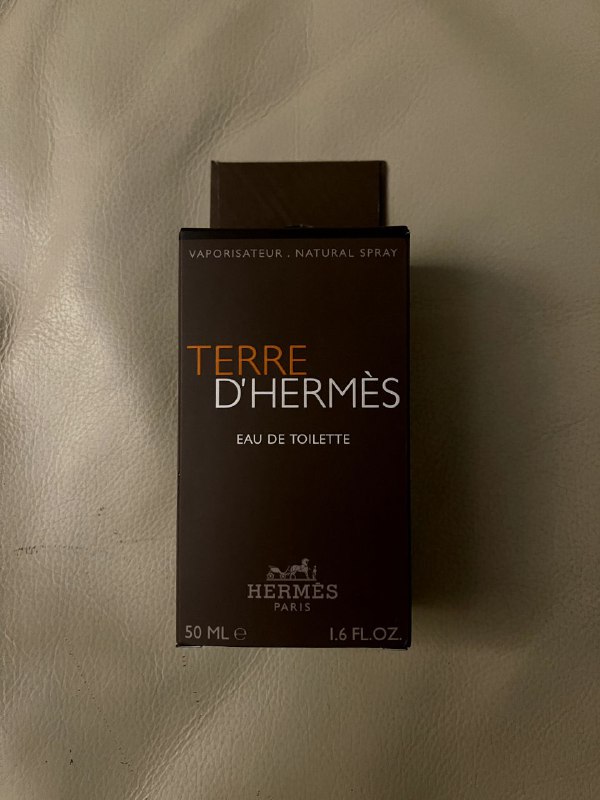 VAPORISATEUR . NATURAL SPRAY
TERRE
D'HERMÈS
EAU DE TOILETTE
HERMÈS
PARIS
50 ML ℮ 1.6 FL.OZ.